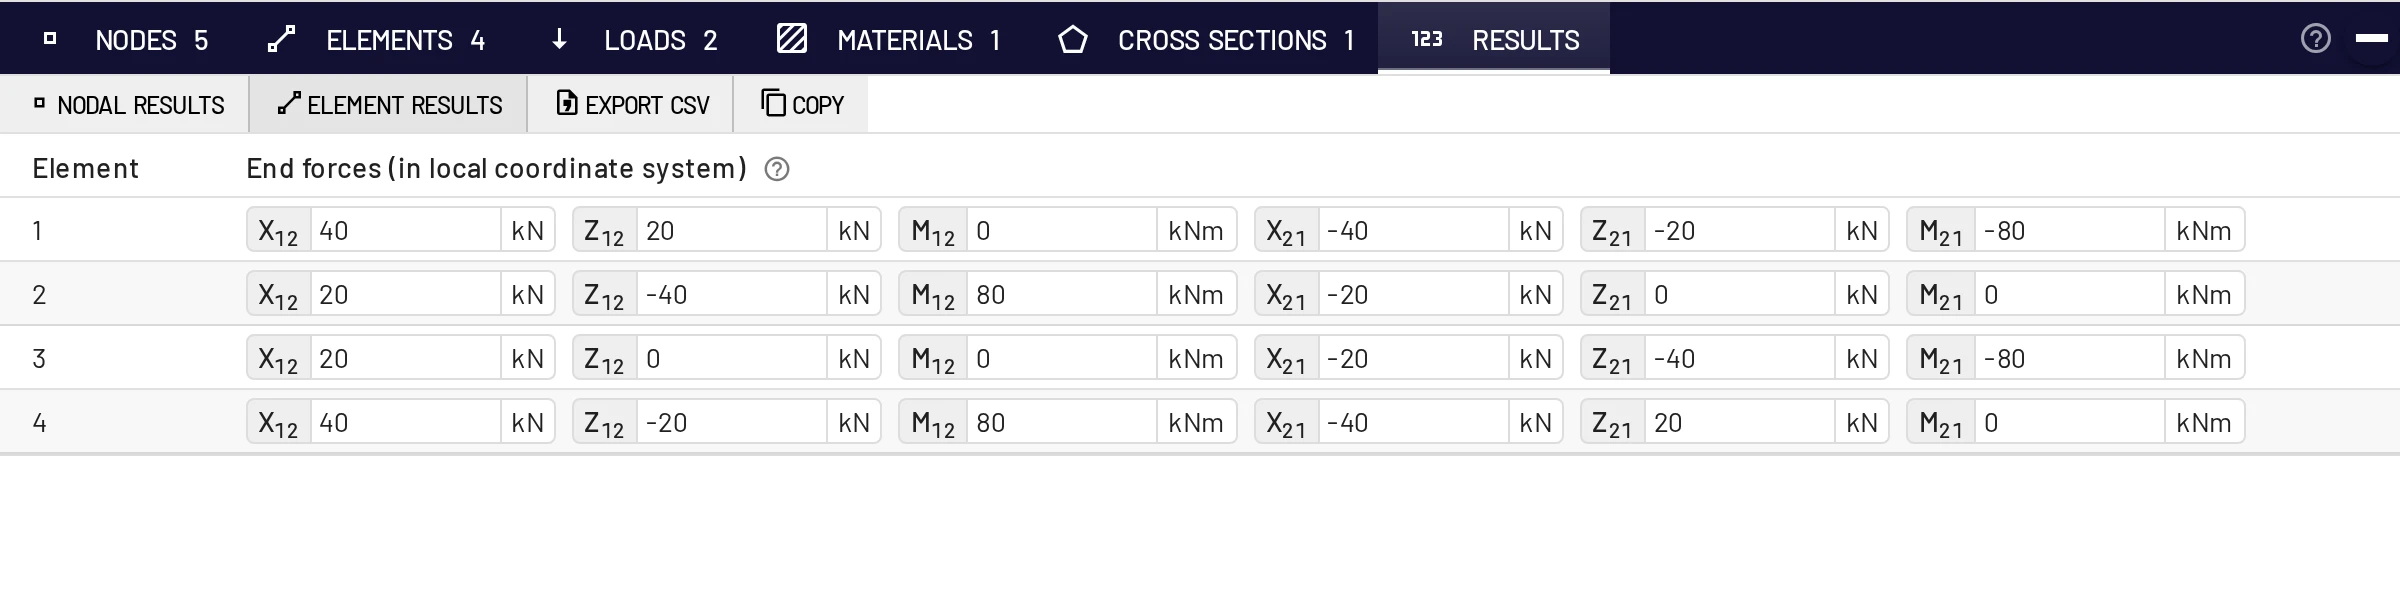 NODES 5 ELEMENTS 4 LOADS 2 MATERIALS 1 CROSS SECTIONS 1 123 RESULTS ?
NODAL RESULTS ELEMENT RESULTS EXPORT CSV COPY
Element End forces (in local coordinate system) ?
1 X12 40 kN Z12 20 kN M12 0 kNm X21 -40 kN Z21 -20 kN M21 -80 kNm
2 X12 20 kN Z12 -40 kN M12 80 kNm X21 -20 kN Z21 0 kN M21 0 kNm
3 X12 20 kN Z12 0 kN M12 0 kNm X21 -20 kN Z21 -40 kN M21 -80 kNm
4 X12 40 kN Z12 -20 kN M12 80 kNm X21 -40 kN Z21 20 kN M21 0 kNm